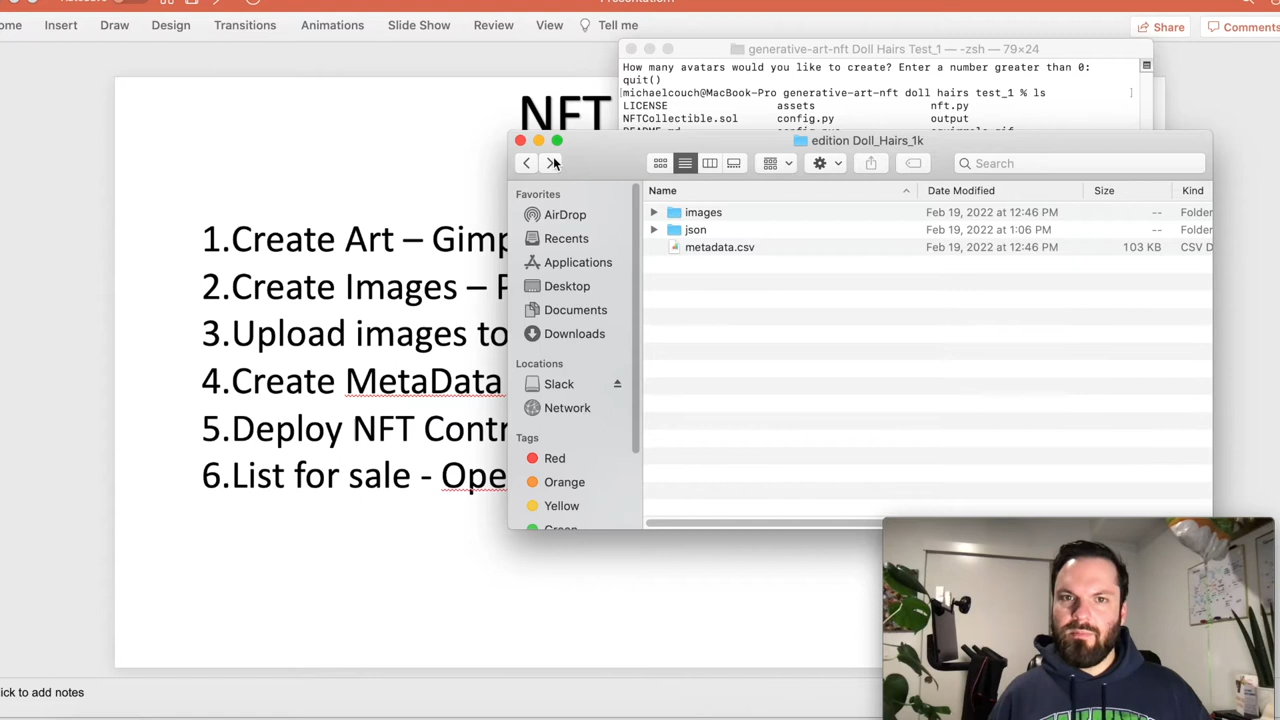 ome Insert Draw Design Transitions Animations Slide Show Review View Tell me
Share Comments
NFT
1.Create Art – Gimp
2.Create Images –
3.Upload images to
4.Create MetaData
5.Deploy NFT Contr
6.List for sale - Ope
ick to add notes
generative-art-nft Doll Hairs Test_1 — -zsh — 79×24
How many avatars would you like to create? Enter a number greater than 0:
quit()
[michaelcouch@MacBook-Pro generative-art-nft doll hairs test_1 % ls ]
LICENSE assets nft.py
NFTCollectible.sol config.py output
edition Doll_Hairs_1k
Search
Favorites
AirDrop
Recents
Applications
Desktop
Documents
Downloads
Locations
Slack
Network
Tags
Red
Orange
Yellow
Green
Name Date Modified Size Kind
images Feb 19, 2022 at 12:46 PM -- Folder
json Feb 19, 2022 at 1:06 PM -- Folder
metadata.csv Feb 19, 2022 at 12:46 PM 103 KB CSV D